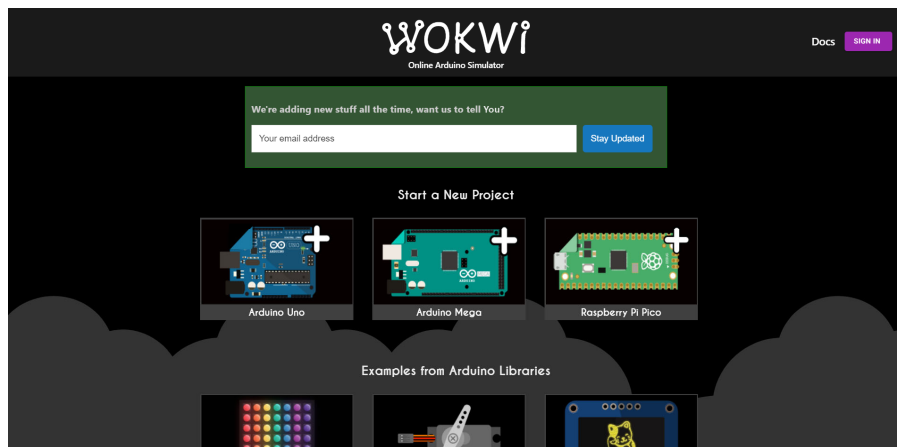 WOKWi
Online Arduino Simulator
Docs
SIGN IN
We're adding new stuff all the time, want us to tell You?
Your email address
Stay Updated
Start a New Project
Arduino Uno
Arduino Mega
Raspberry Pi Pico
Examples from Arduino Libraries